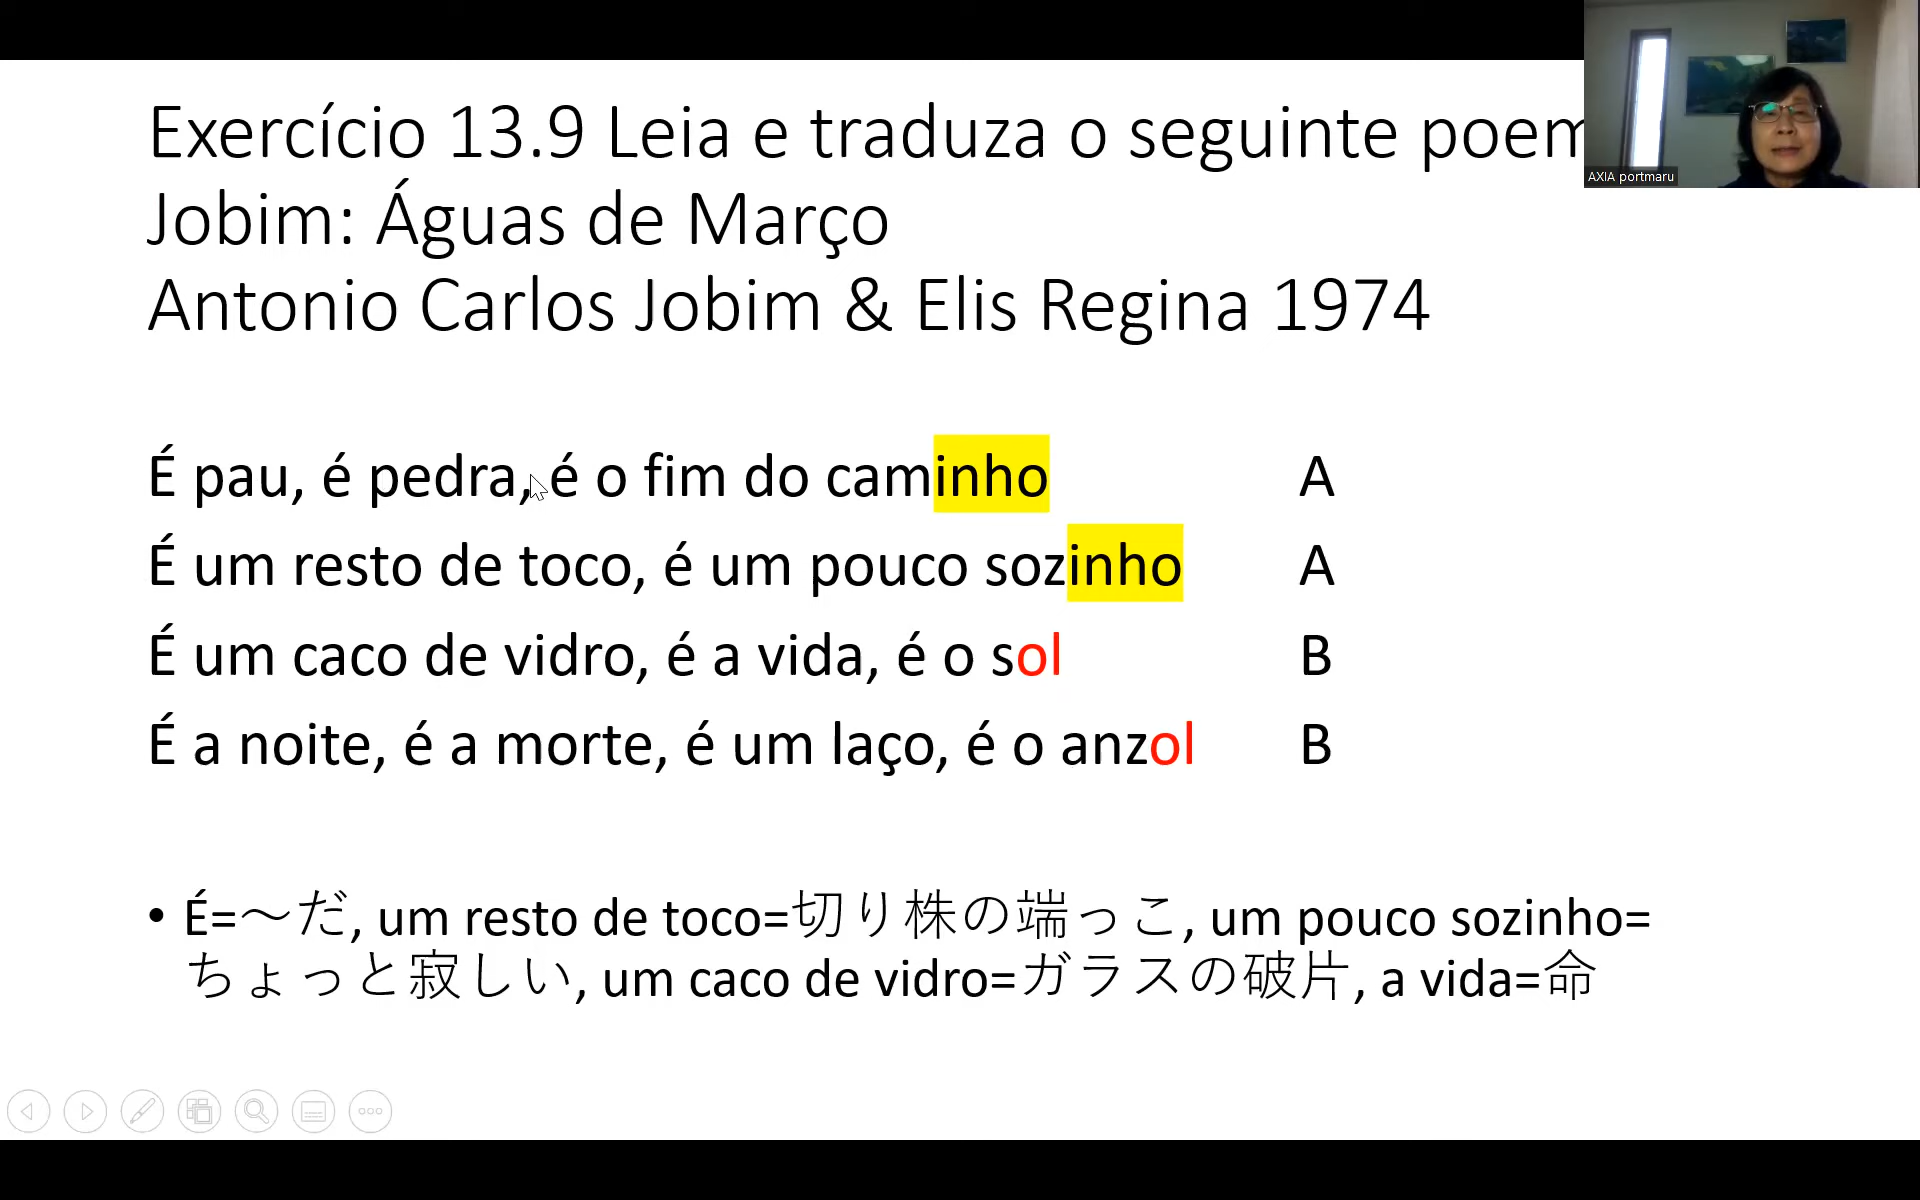 Exercício 13.9 Leia e traduza o seguinte poem
Jobim: Águas de Março
Antonio Carlos Jobim & Elis Regina 1974
AXIA portmaru
É pau, é pedra, é o fim do caminho A
É um resto de toco, é um pouco sozinho A
É um caco de vidro, é a vida, é o sol B
É a noite, é a morte, é um laço, é o anzol B
• É=～だ, um resto de toco=切り株の端っこ, um pouco sozinho=
ちょっと寂しい, um caco de vidro=ガラスの破片, a vida=命